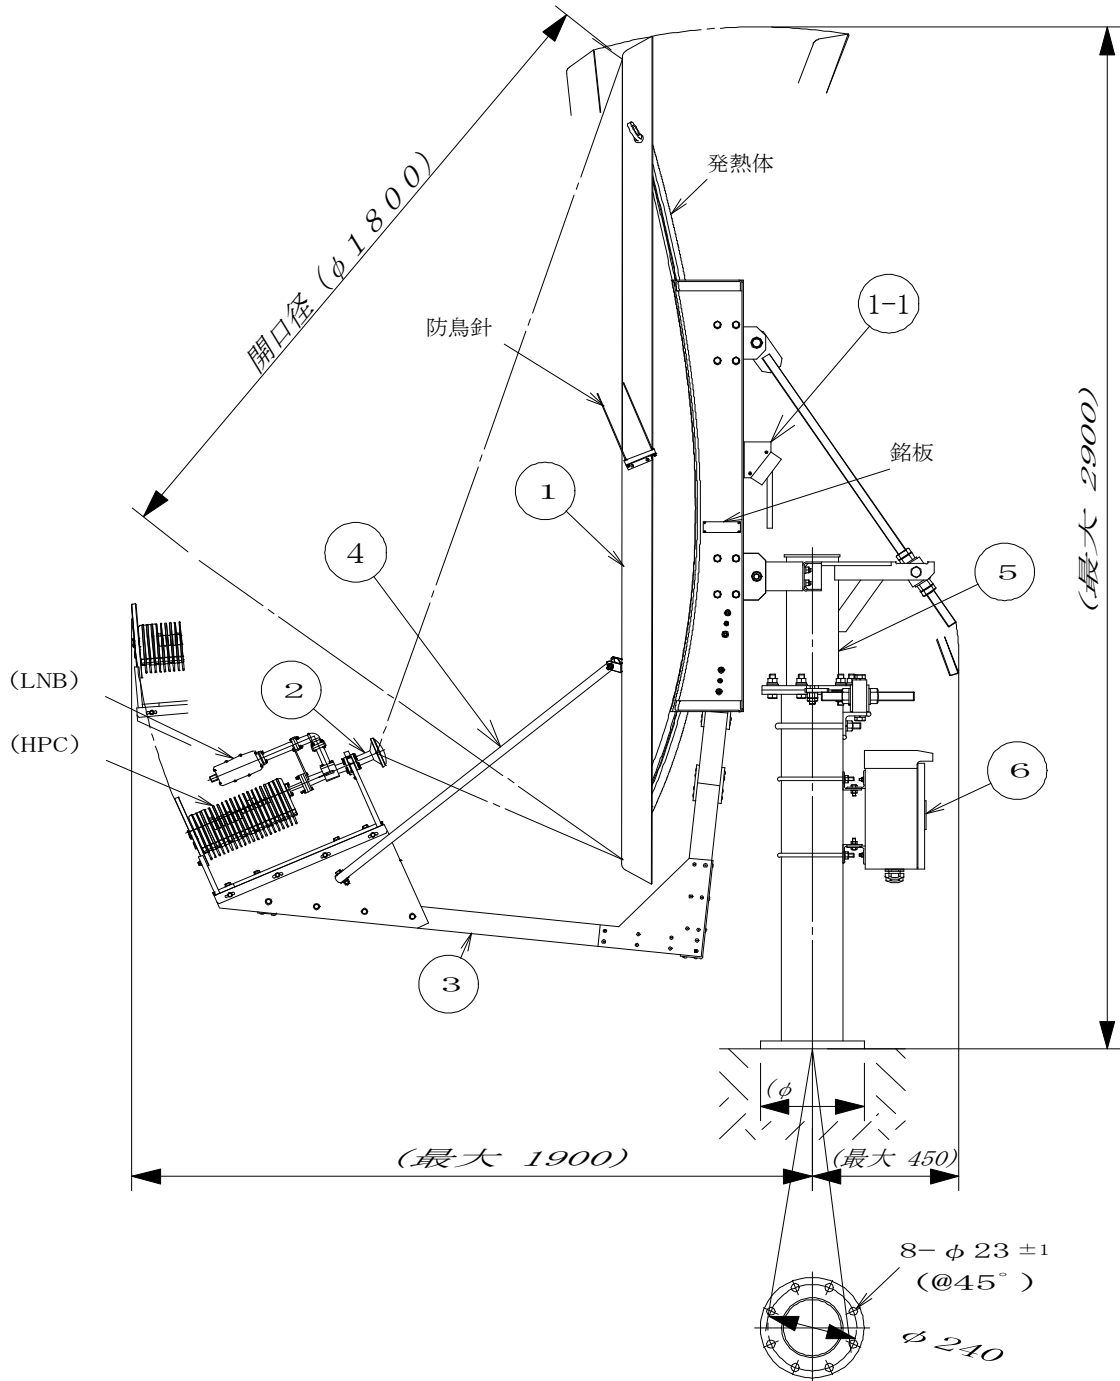 開口径 (φ1800)
発熱体
1-1
防鳥針
銘板
1
4
(最大 2900)
5
(LNB)
2
(HPC)
6
3
(φ
(最大 1900)
(最大 450)
8-φ23 ±1
(@45°)
φ240